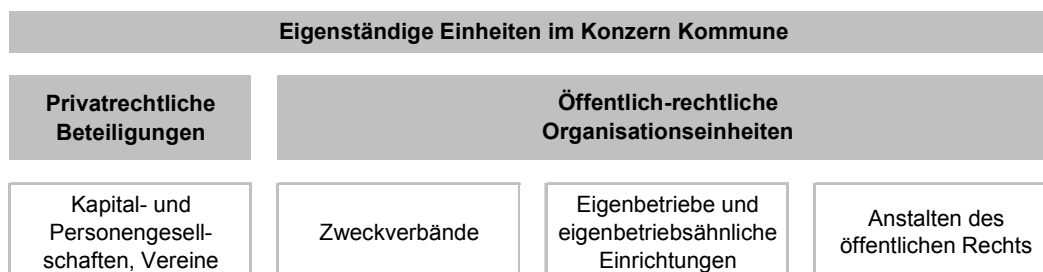 Eigenständige Einheiten im Konzern Kommune
Privatrechtliche
Beteiligungen
Öffentlich-rechtliche
Organisationseinheiten
Kapital- und
Personengesell-
schaften, Vereine
Zweckverbände
Eigenbetriebe und
eigenbetriebsähnliche
Einrichtungen
Anstalten des
öffentlichen Rechts